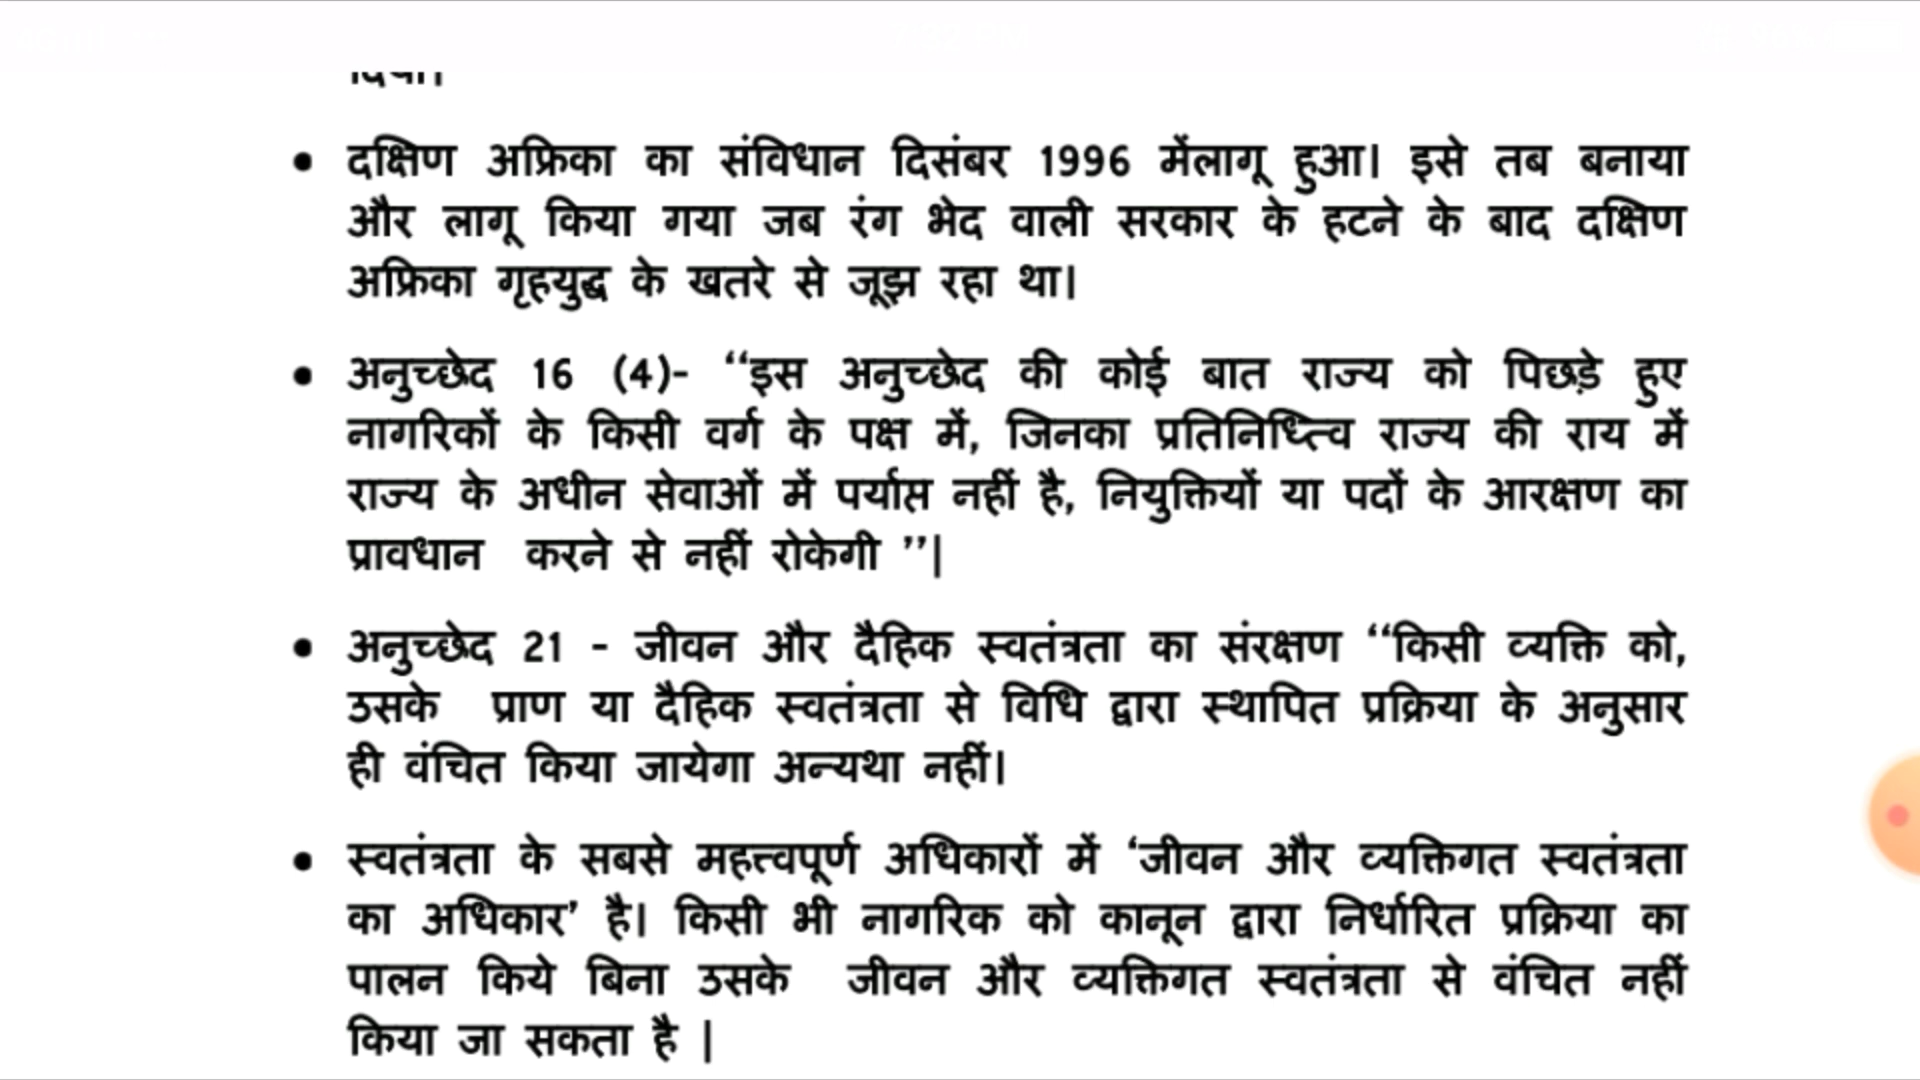 दिया।
• दक्षिण अफ्रिका का संविधान दिसंबर 1996 मेंलागू हुआ। इसे तब बनाया
और लागू किया गया जब रंग भेद वाली सरकार के हटने के बाद दक्षिण
अफ्रिका गृहयुद्ध के खतरे से जूझ रहा था।
• अनुच्छेद 16 (4)- ‘‘इस अनुच्छेद की कोई बात राज्य को पिछड़े हुए
नागरिकों के किसी वर्ग के पक्ष में, जिनका प्रतिनिध्त्वि राज्य की राय में
राज्य के अधीन सेवाओं में पर्याप्त नहीं है, नियुक्तियों या पदों के आरक्षण का
प्रावधान करने से नहीं रोकेगी ’’|
• अनुच्छेद 21 - जीवन और दैहिक स्वतंत्रता का संरक्षण ‘‘किसी व्यक्ति को,
उसके प्राण या दैहिक स्वतंत्रता से विधि द्वारा स्थापित प्रक्रिया के अनुसार
ही वंचित किया जायेगा अन्यथा नहीं।
• स्वतंत्रता के सबसे महत्त्वपूर्ण अधिकारों में ‘जीवन और व्यक्तिगत स्वतंत्रता
का अधिकार’ है। किसी भी नागरिक को कानून द्वारा निर्धारित प्रक्रिया का
पालन किये बिना उसके जीवन और व्यक्तिगत स्वतंत्रता से वंचित नहीं
किया जा सकता है |